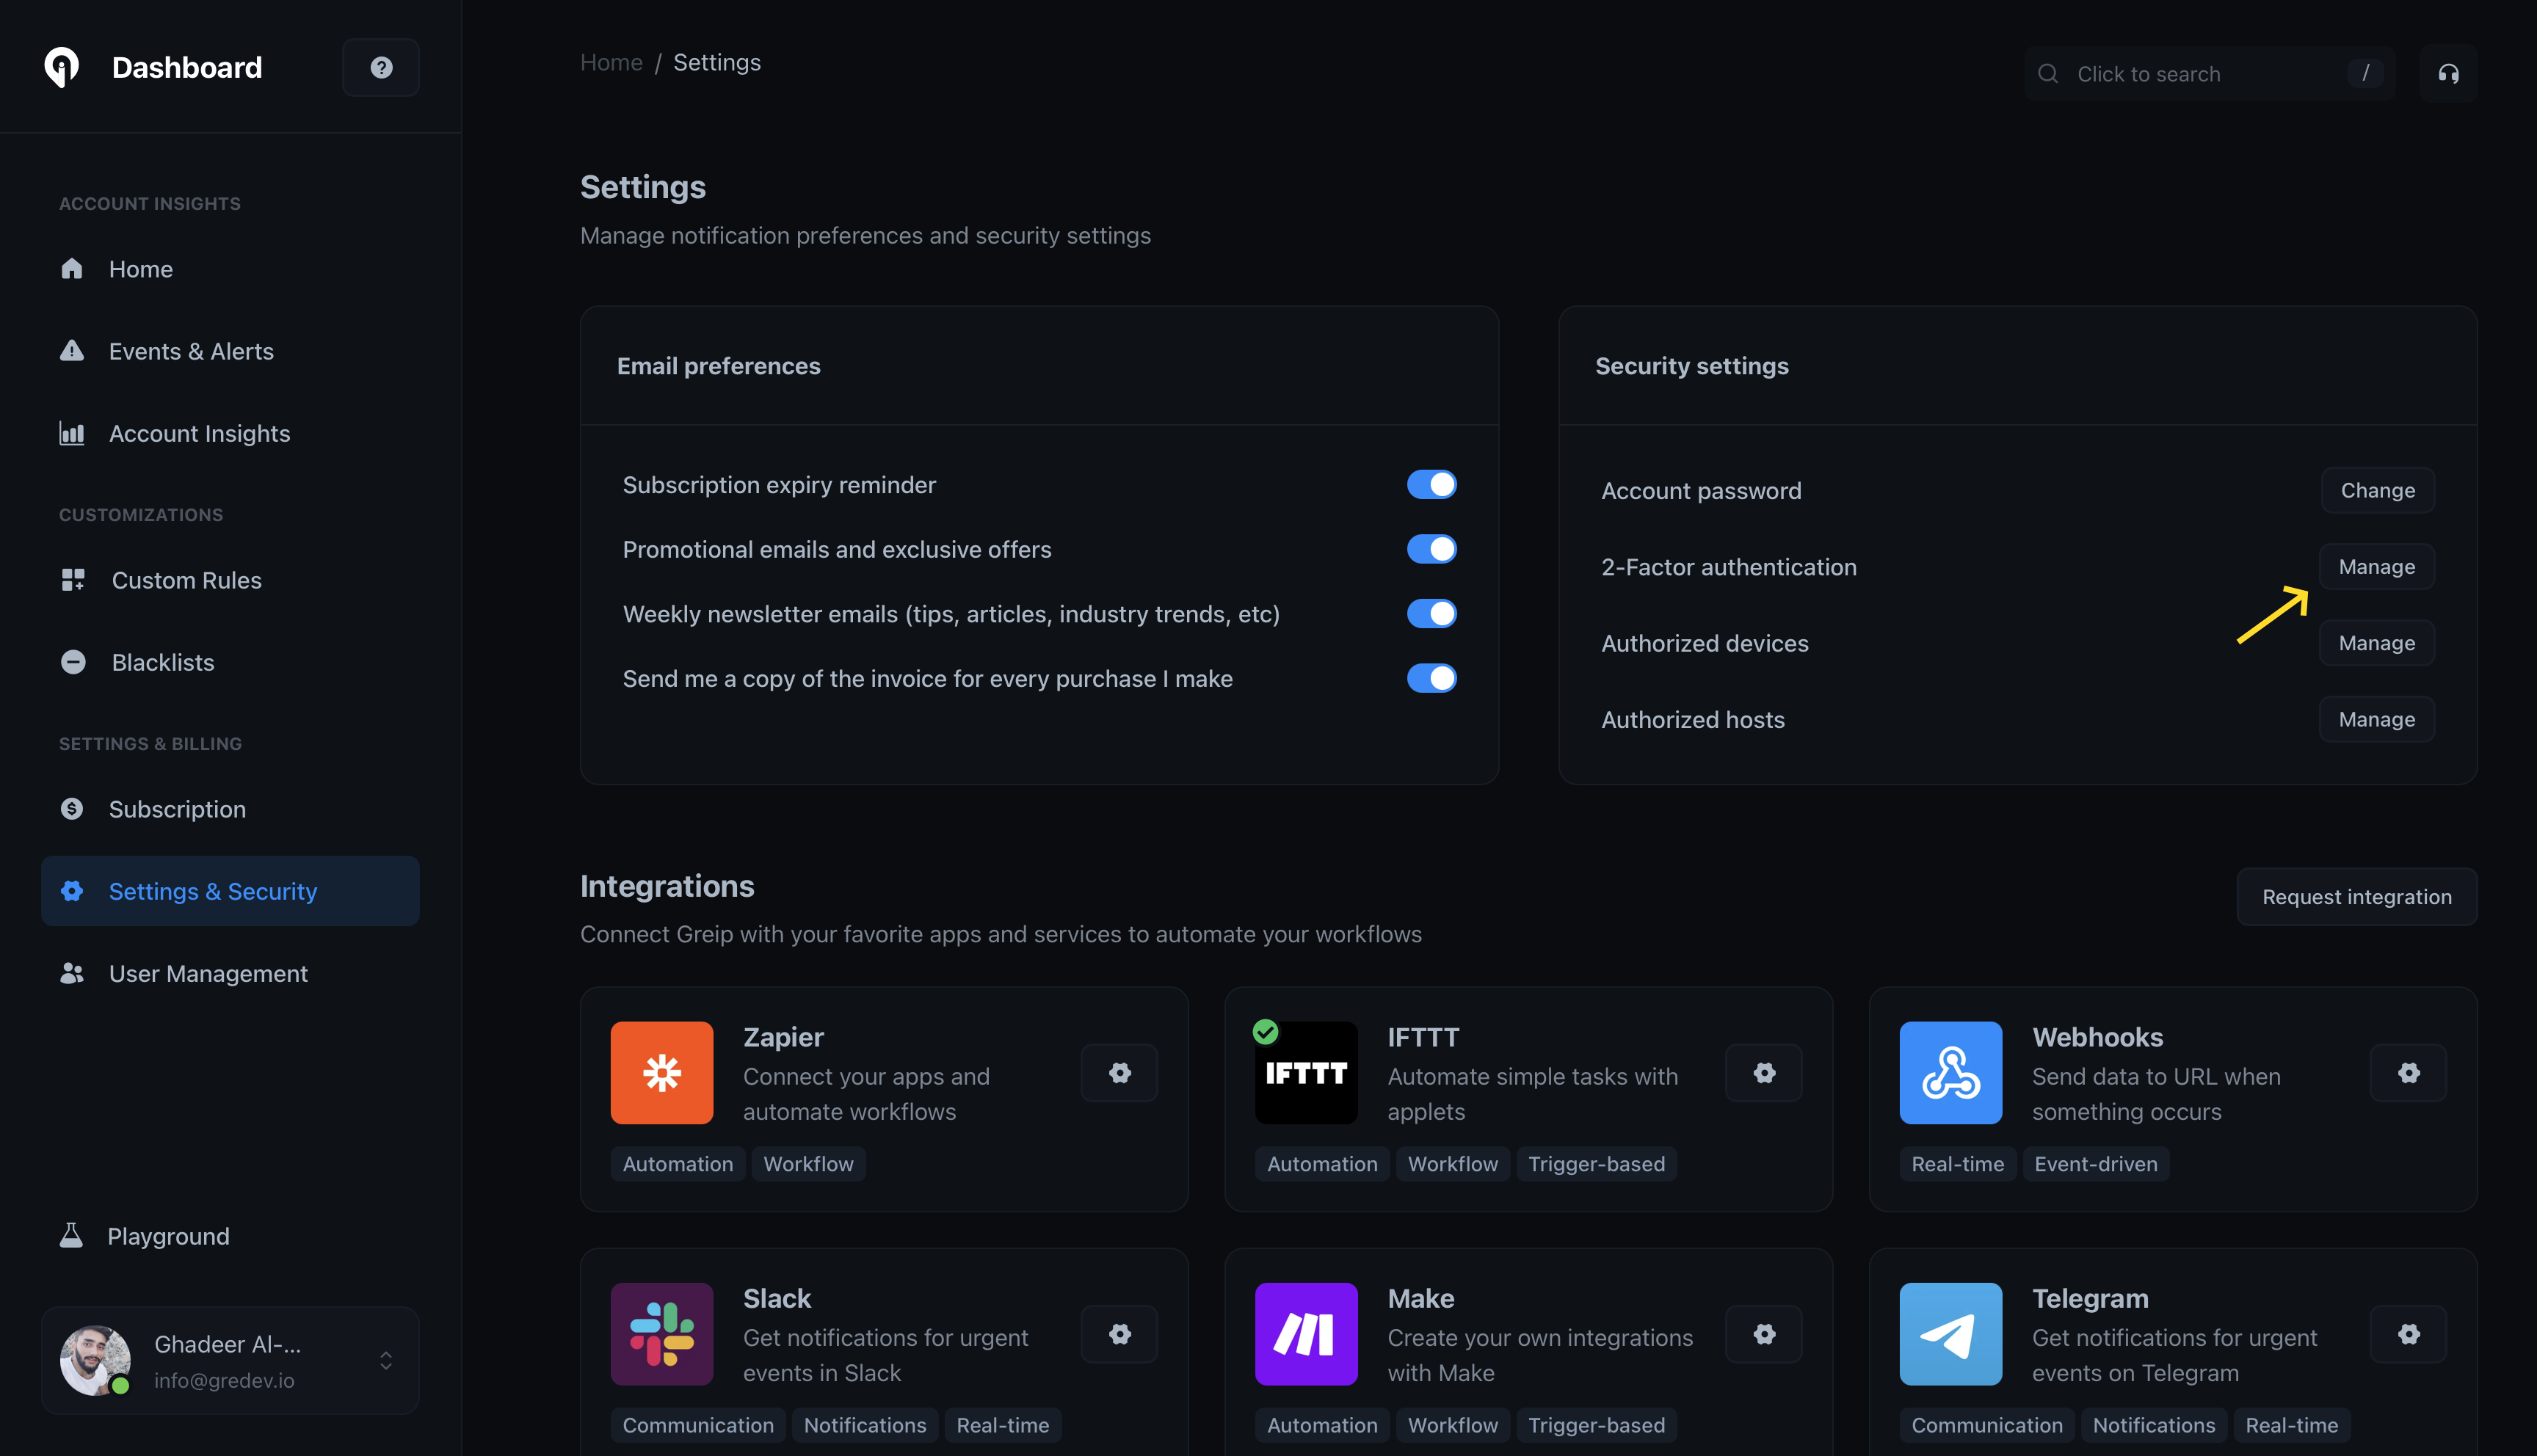 Dashboard
?
ACCOUNT INSIGHTS
Home
Events & Alerts
Account Insights
CUSTOMIZATIONS
Custom Rules
Blacklists
SETTINGS & BILLING
Subscription
Settings & Security
User Management
Playground
Ghadeer Al-...
info@gredev.io
Home / Settings
Click to search /
Settings
Manage notification preferences and security settings
Email preferences
Subscription expiry reminder
Promotional emails and exclusive offers
Weekly newsletter emails (tips, articles, industry trends, etc)
Send me a copy of the invoice for every purchase I make
Security settings
Account password Change
2-Factor authentication Manage
Authorized devices Manage
Authorized hosts Manage
Integrations
Connect Greip with your favorite apps and services to automate your workflows
Request integration
Zapier
Connect your apps and
automate workflows
Automation Workflow
IFTTT
IFTTT
Automate simple tasks with
applets
Automation Workflow Trigger-based
Webhooks
Send data to URL when
something occurs
Real-time Event-driven
Slack
Get notifications for urgent
events in Slack
Communication Notifications Real-time
Make
Create your own integrations
with Make
Automation Workflow Trigger-based
Telegram
Get notifications for urgent
events on Telegram
Communication Notifications Real-time